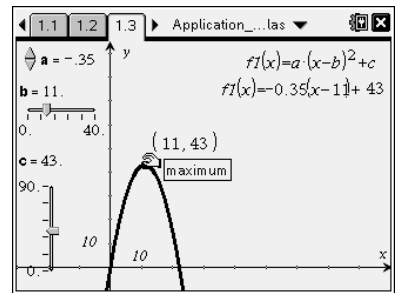 1.1 1.2 1.3 Application_...las
a = -.35
y
f1(x)=a·(x-b)²+c
f1(x)=-0.35(x-11)+ 43
b = 11.
0. 40.
(11,43)
maximum
c = 43.
90.
10
10
x
0.